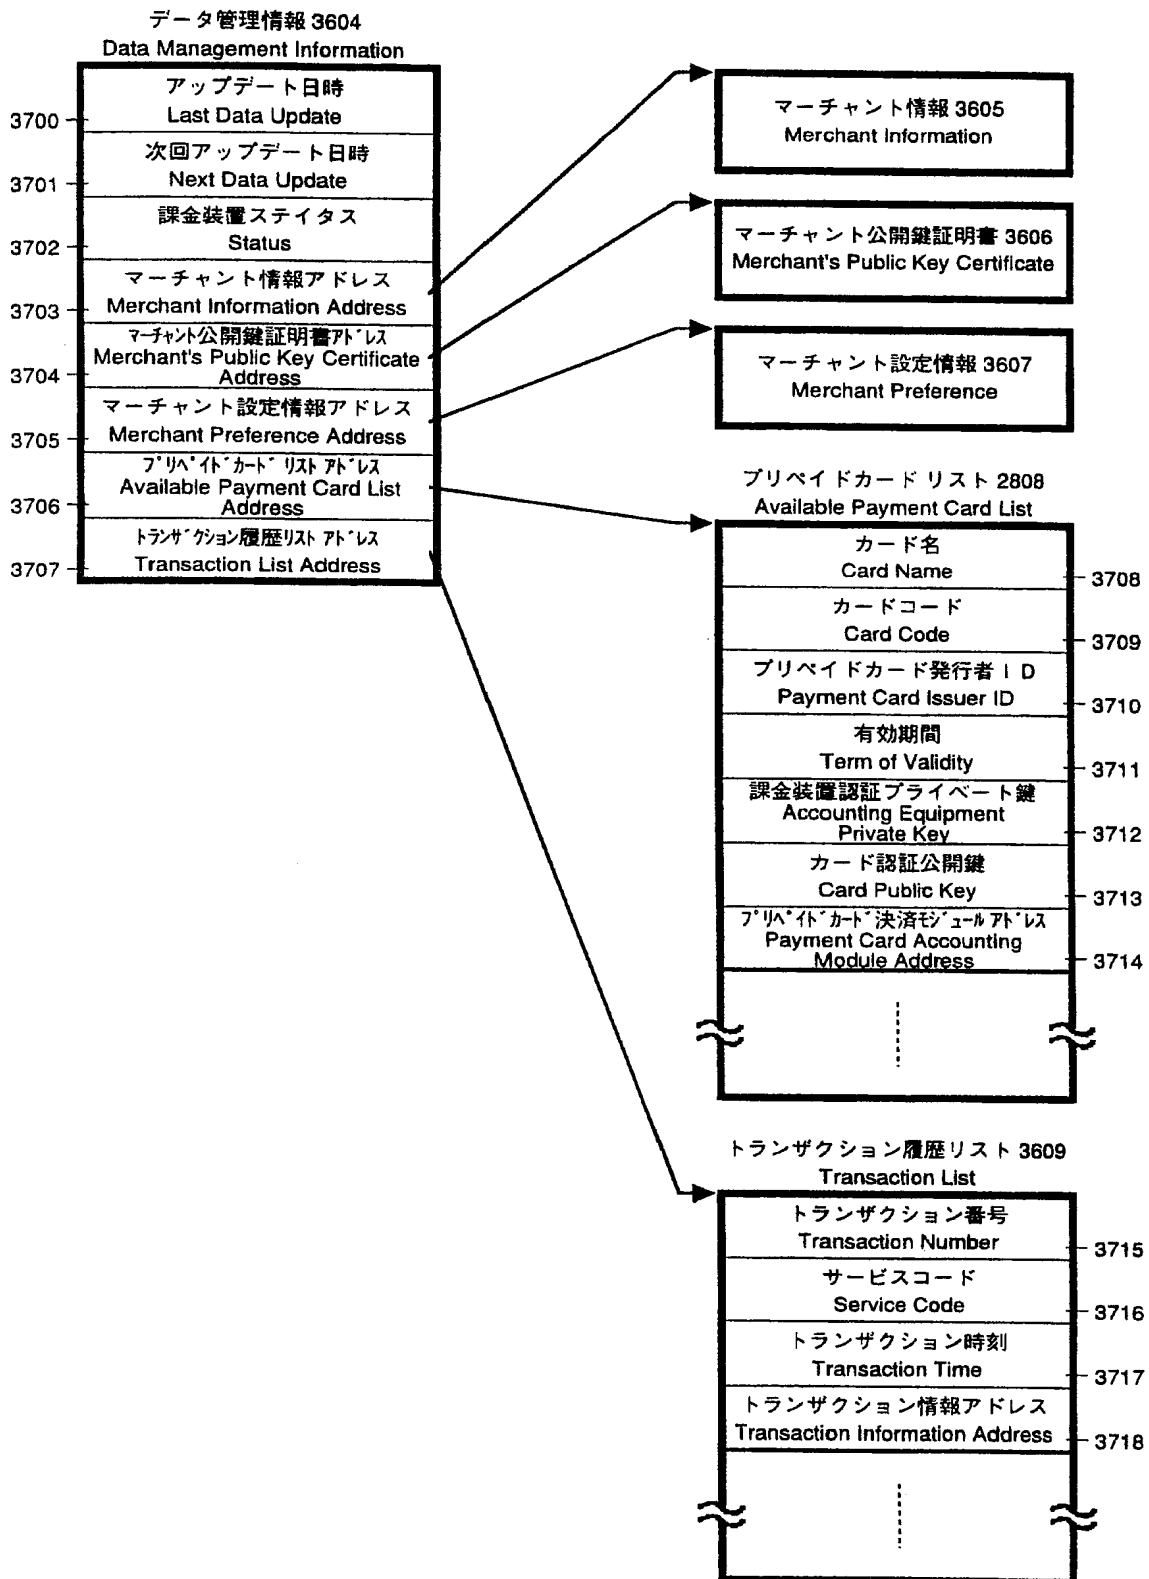 データ管理情報 3604
Data Management Information
アップデート日時
Last Data Update
3700
次回アップデート日時
Next Data Update
3701
課金装置ステイタス
Status
3702
マーチャント情報アドレス
Merchant Information Address
3703
マーチャント公開鍵証明書アドレス
Merchant's Public Key Certificate
Address
3704
マーチャント設定情報アドレス
Merchant Preference Address
3705
プリペイドカード リスト アドレス
Available Payment Card List
Address
3706
トランザクション履歴リスト アドレス
Transaction List Address
3707
マーチャント情報 3605
Merchant Information
マーチャント公開鍵証明書 3606
Merchant's Public Key Certificate
マーチャント設定情報 3607
Merchant Preference
プリペイドカード リスト 2808
Available Payment Card List
カード名
Card Name
3708
カードコード
Card Code
3709
プリペイドカード発行者ID
Payment Card Issuer ID
3710
有効期間
Term of Validity
3711
課金装置認証プライベート鍵
Accounting Equipment
Private Key
3712
カード認証公開鍵
Card Public Key
3713
プリペイドカード決済モジュール アドレス
Payment Card Accounting
Module Address
3714
トランザクション履歴リスト 3609
Transaction List
トランザクション番号
Transaction Number
3715
サービスコード
Service Code
3716
トランザクション時刻
Transaction Time
3717
トランザクション情報アドレス
Transaction Information Address
3718